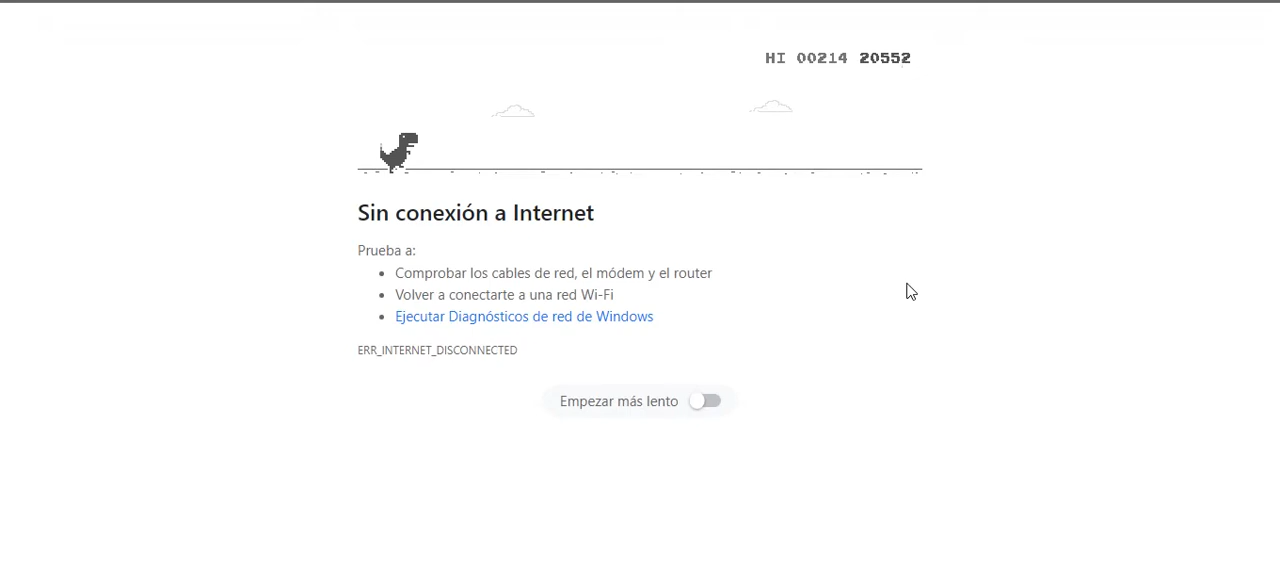 HI 00214 20552
Sin conexión a Internet
Prueba a:
Comprobar los cables de red, el módem y el router
Volver a conectarte a una red Wi-Fi
Ejecutar Diagnósticos de red de Windows
ERR_INTERNET_DISCONNECTED
Empezar más lento